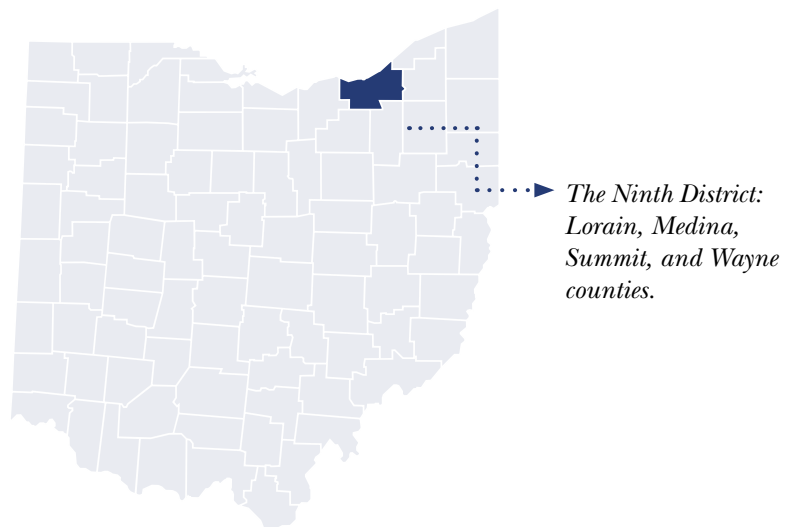 The Ninth District:
Lorain, Medina,
Summit, and Wayne
counties.